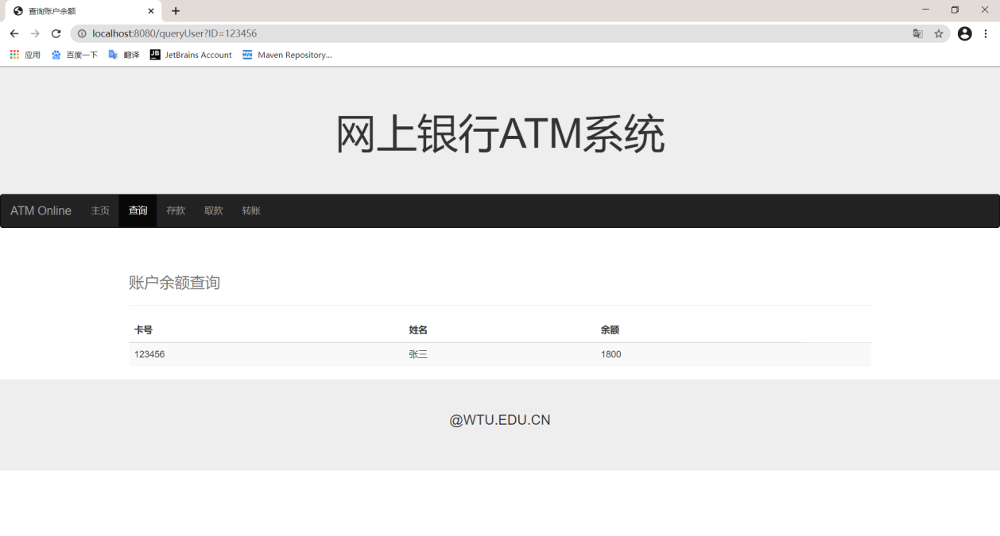 查询账户余额
localhost:8080/queryUser?ID=123456
应用 百度一下 翻译 JetBrains Account Maven Repository...
网上银行ATM系统
ATM Online 主页 查询 存款 取款 转账
账户余额查询
卡号 姓名 余额
123456 张三 1800
@WTU.EDU.CN